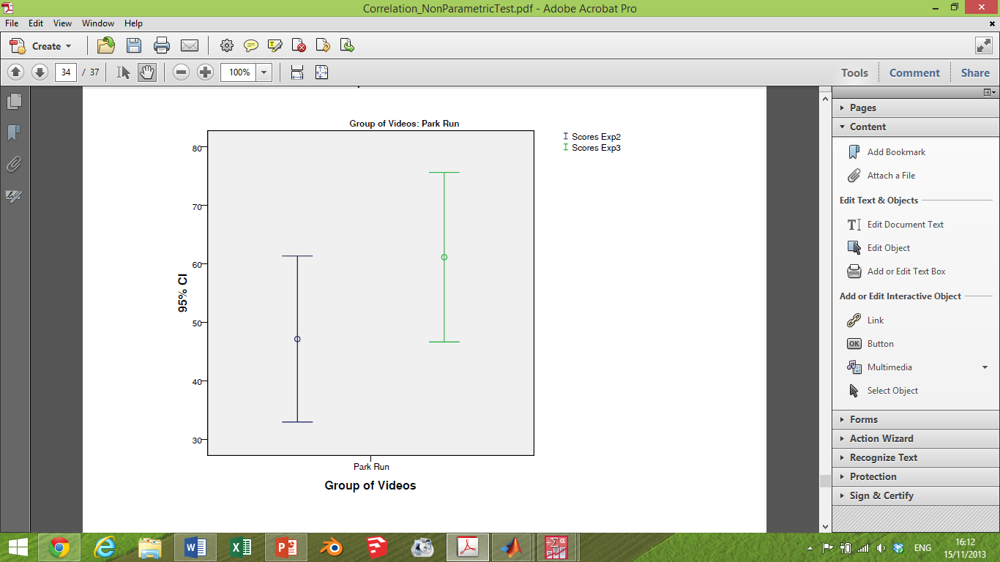 Correlation_NonParametricTest.pdf - Adobe Acrobat Pro
File Edit View Window Help
Create
34 / 37 100% Tools Comment Share
Group of Videos: Park Run
Scores Exp2
Scores Exp3
80
70
60
50
40
30
95% CI
Park Run
Group of Videos
Pages
Content
Add Bookmark
Attach a File
Edit Text & Objects
Edit Document Text
Edit Object
Add or Edit Text Box
Add or Edit Interactive Object
Link
OK Button
Multimedia
Select Object
Forms
Action Wizard
Recognize Text
Protection
Sign & Certify
ENG
16:12
15/11/2013